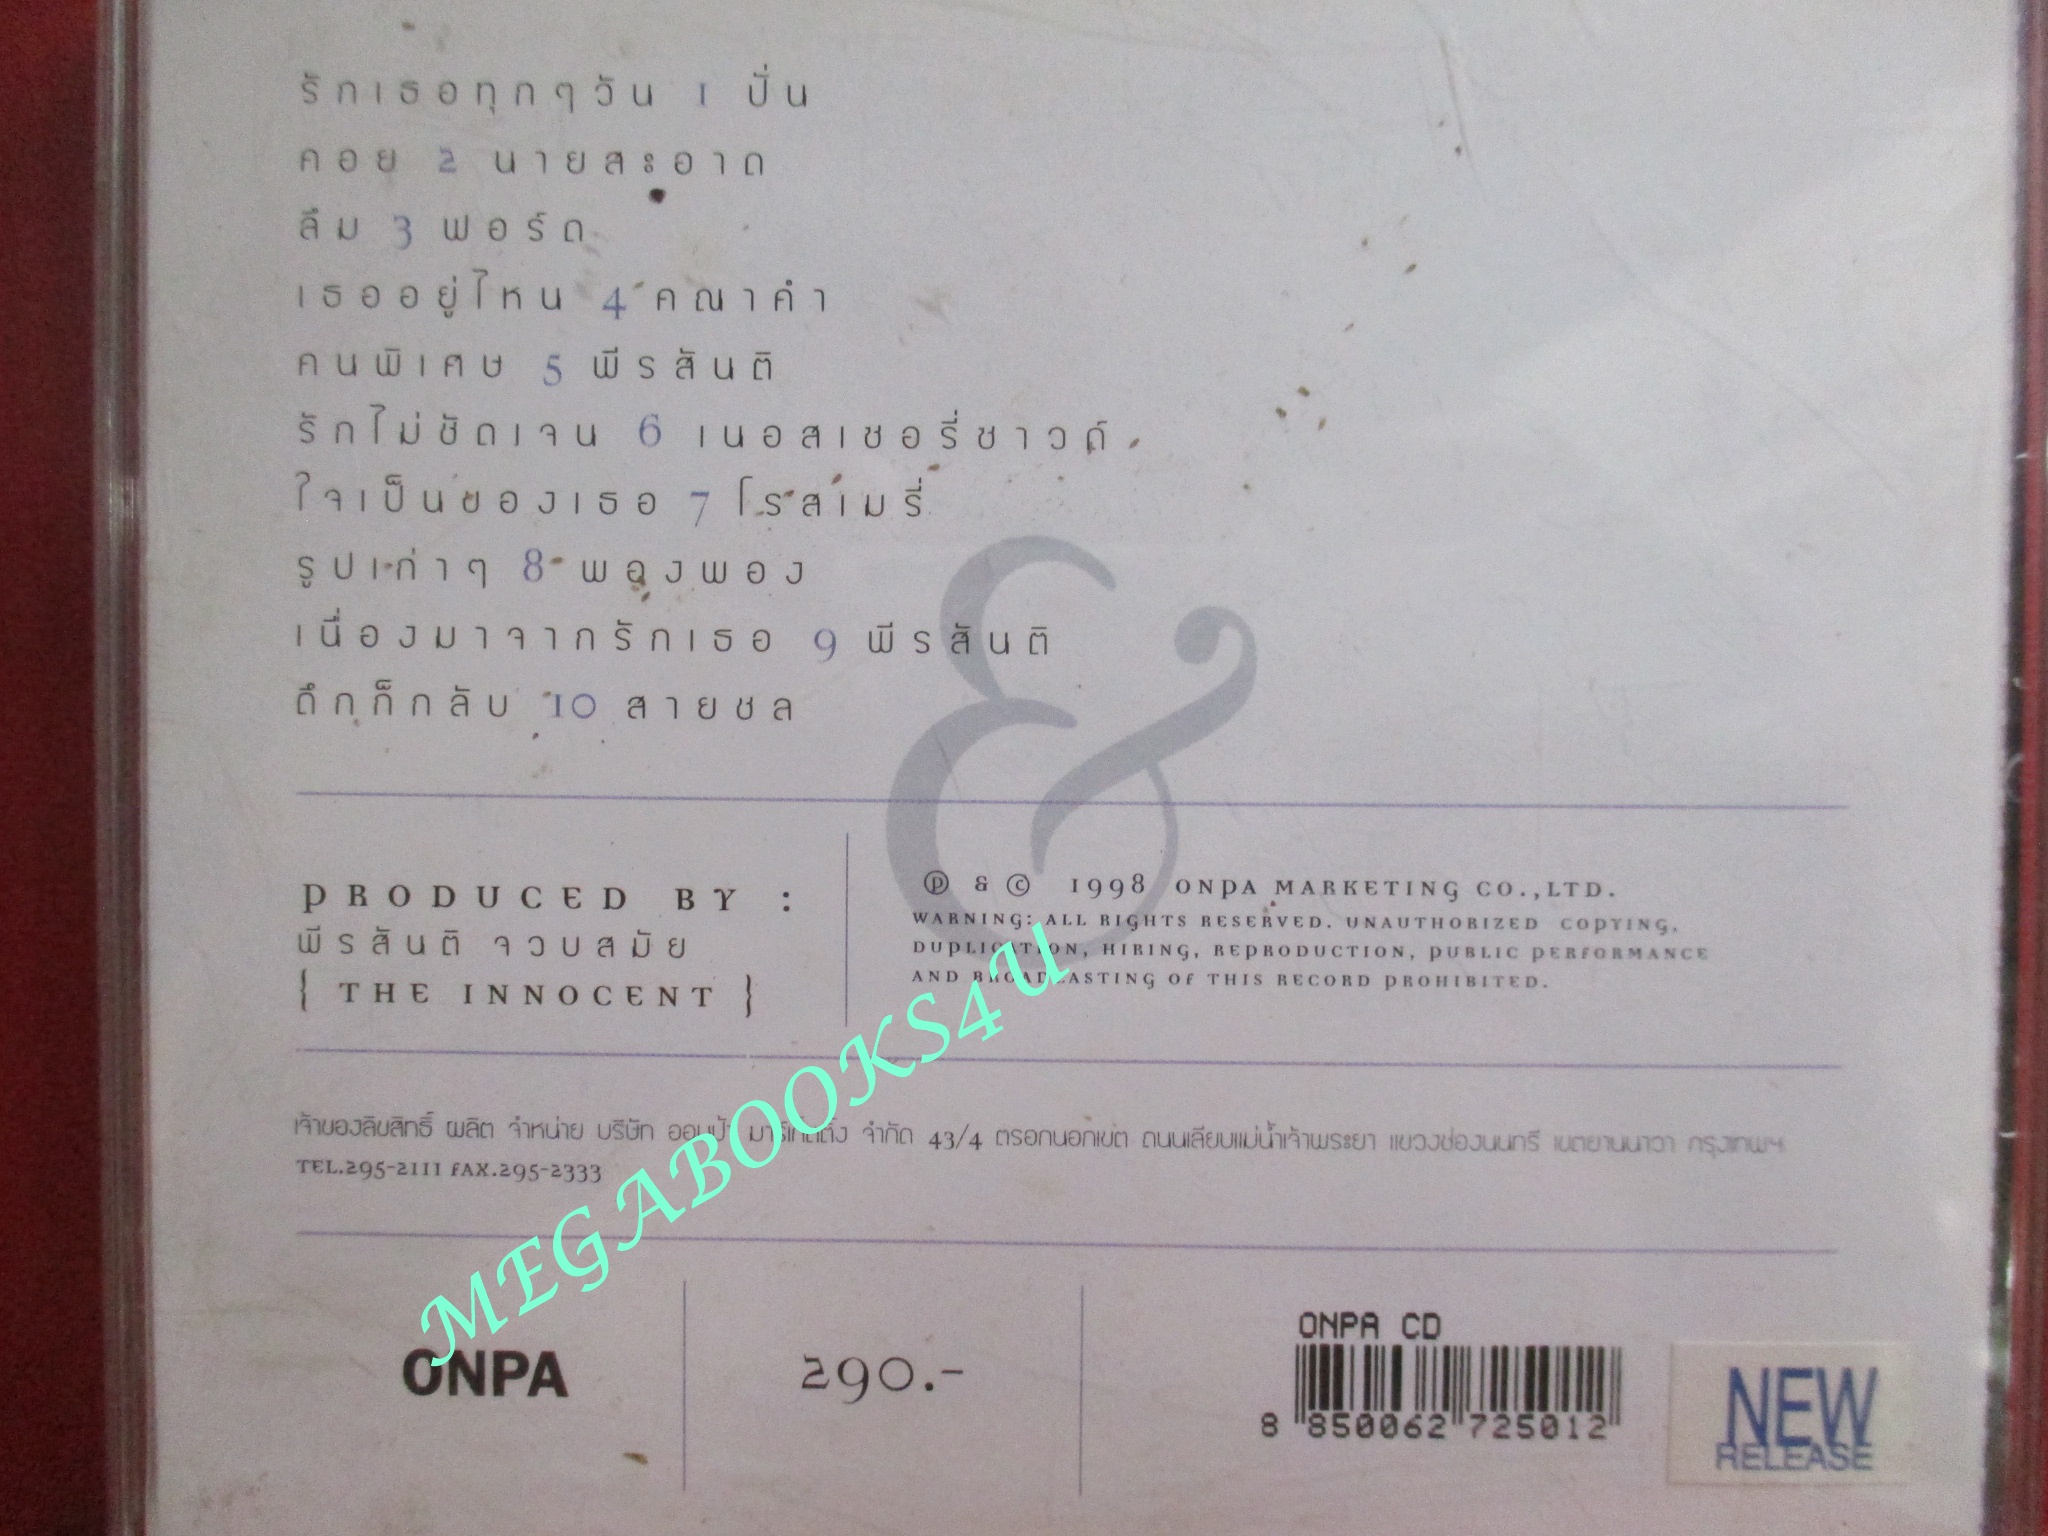 รักเธอทุกๆวัน 1 ปั่น
คอย 2 นายสะอาด
ลืม 3 ฟอร์ด
เธออยู่ไหน 4 คณาคำ
คนพิเศษ 5 พีรสันติ
รักไม่ชัดเจน 6 เนอสเซอรี่ซาวด์
ใจเป็นของเธอ 7 โรสเมรี่
รูปเก่าๆ 8 พองพอง
เนื่องมาจากรักเธอ 9 พีรสันติ
ดึกก็กลับ 10 สายชล
PRODUCED BY :
พีรสันติ จวบสมัย
{ THE INNOCENT }
Ⓟ & © 1998 ONPA MARKETING CO.,LTD.
WARNING: ALL RIGHTS RESERVED. UNAUTHORIZED COPYING,
DUPLICATION, HIRING, REPRODUCTION, PUBLIC PERFORMANCE
AND BROADCASTING OF THIS RECORD PROHIBITED.
เจ้าของลิขสิทธิ์ ผลิต จำหน่าย บริษัท ออนป้า มาร์เก็ตติ้ง จำกัด 43/4 ตรอกนอกเขต ถนนเลียบแม่น้ำเจ้าพระยา แขวงช่องนนทรี เขตยานนาวา กรุงเทพฯ
TEL.295-2111 FAX.295-2333
MEGABOOKS4U
ONPA
290.-
ONPA CD
8 850062 725012
NEW
RELEASE